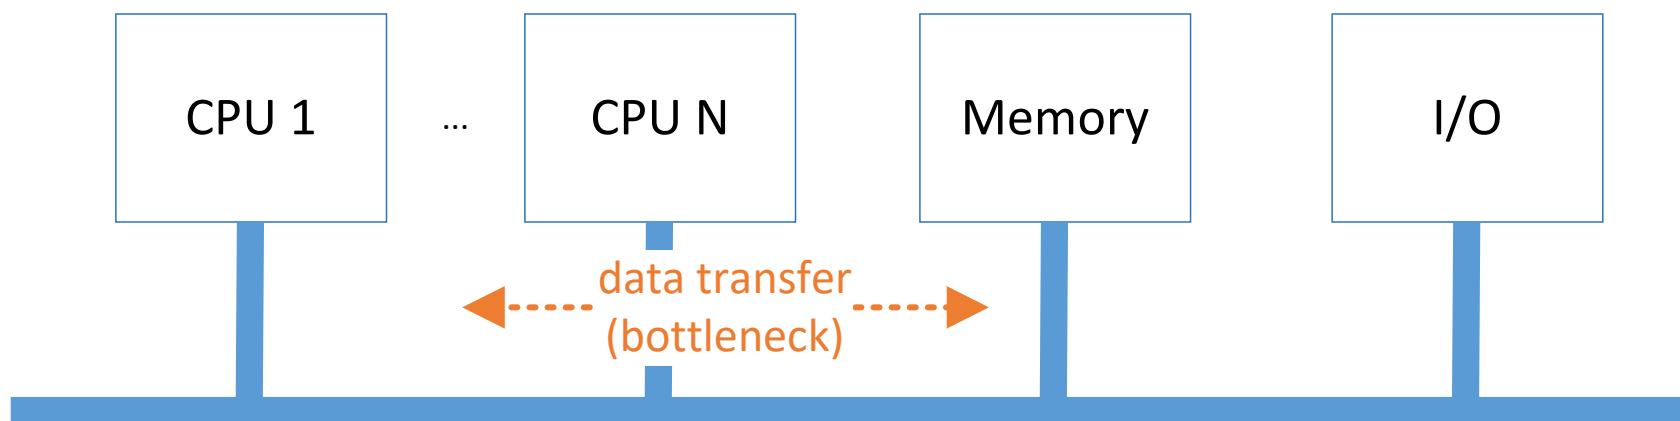 CPU 1
...
CPU N
Memory
I/O
data transfer
(bottleneck)